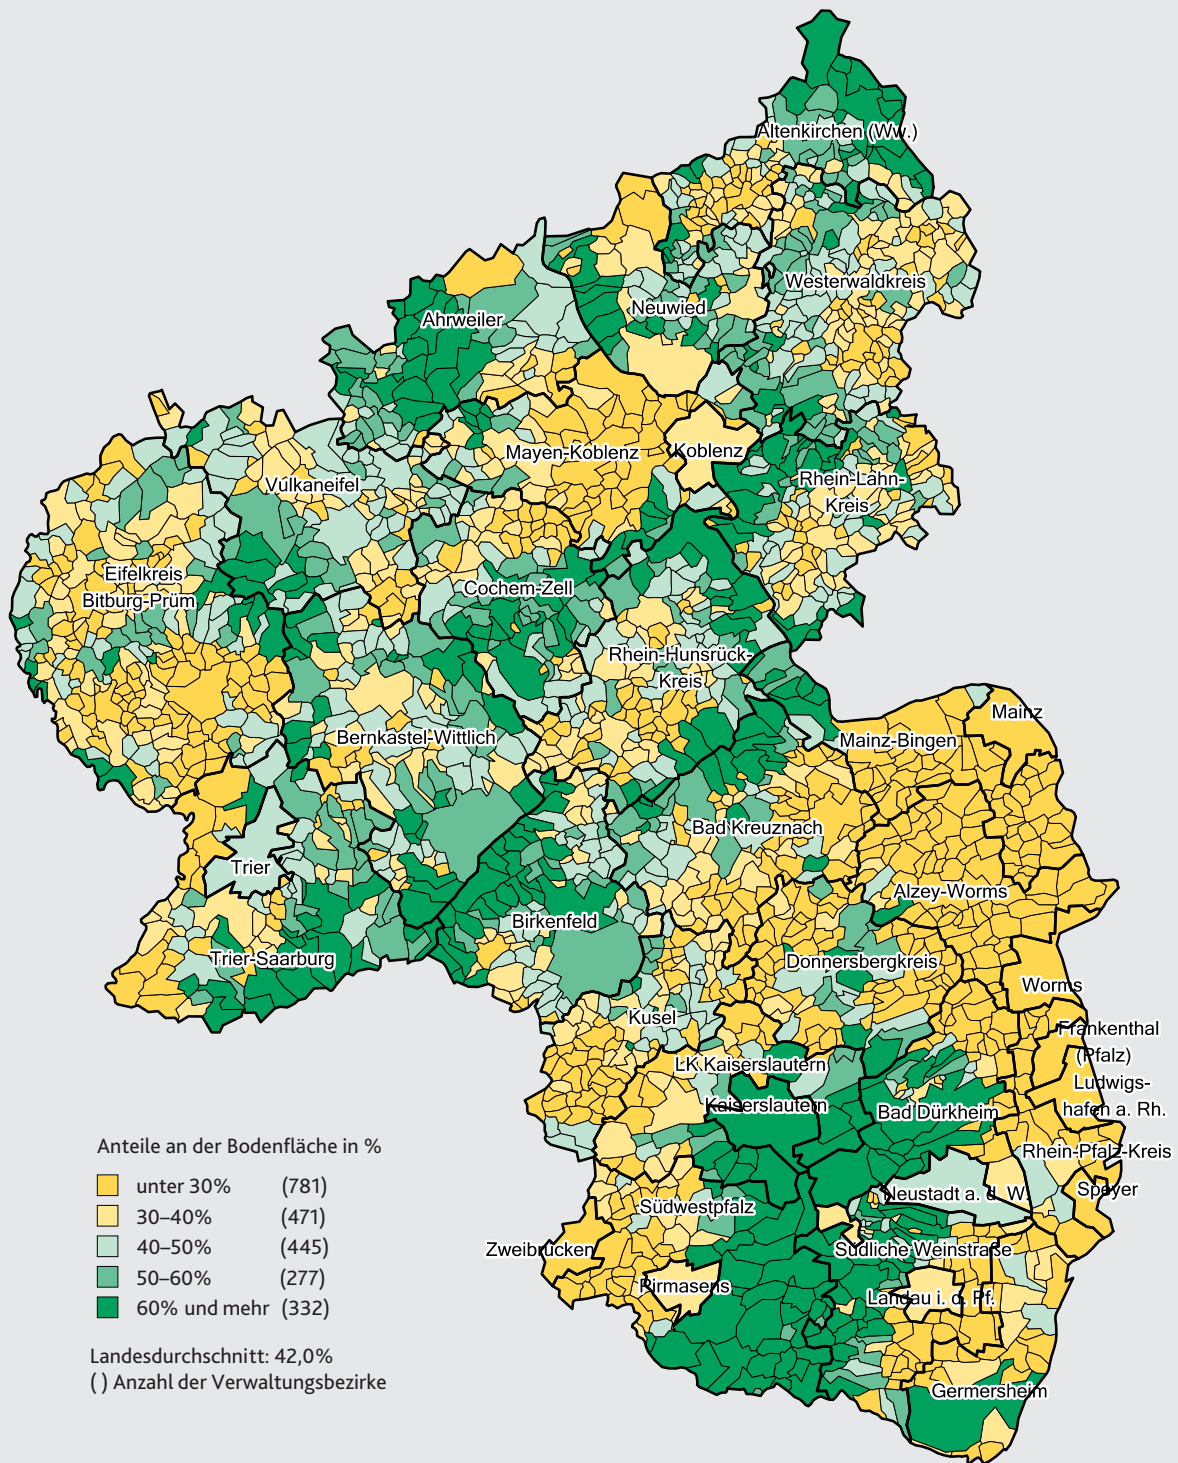 Altenkirchen (Ww.)
Westerwaldkreis
Neuwied
Ahrweiler
Mayen-Koblenz
Koblenz
Rhein-Lahn-
Kreis
Vulkaneifel
Eifelkreis
Bitburg-Prüm
Cochem-Zell
Rhein-Hunsrück-
Kreis
Mainz
Mainz-Bingen
Bernkastel-Wittlich
Bad Kreuznach
Trier
Alzey-Worms
Birkenfeld
Trier-Saarburg
Donnersbergkreis
Worms
Kusel
Frankenthal
(Pfalz)
LK Kaiserslautern
Ludwigs-
hafen a. Rh.
Kaiserslautern
Bad Dürkheim
Rhein-Pfalz-Kreis
Neustadt a. d. W.
Speyer
Südwestpfalz
Zweibrücken
Südliche Weinstraße
Pirmasens
Landau i. d. Pf.
Germersheim
Anteile an der Bodenfläche in %
unter 30% (781)
30–40% (471)
40–50% (445)
50–60% (277)
60% und mehr (332)
Landesdurchschnitt: 42,0%
( ) Anzahl der Verwaltungsbezirke